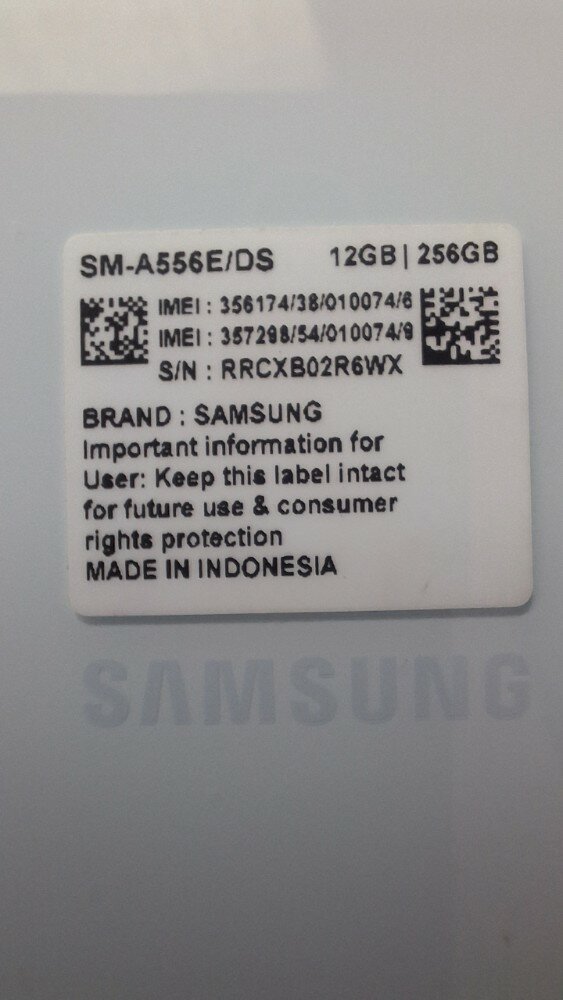 SM-A556E/DS 12GB | 256GB
IMEI : 356174/38/010074/6
IMEI : 357298/54/010074/9
S/N : RRCXB02R6WX
BRAND : SAMSUNG
Important information for
User: Keep this label intact
for future use & consumer
rights protection
MADE IN INDONESIA
SAMSUNG